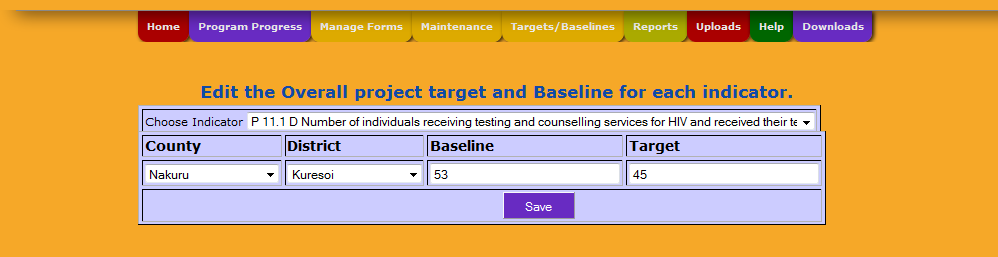 Home Program Progress Manage Forms Maintenance Targets/Baselines Reports Uploads Help Downloads
Edit the Overall project target and Baseline for each indicator.
Choose Indicator P 11.1 D Number of individuals receiving testing and counselling services for HIV and received their te
County District Baseline Target
Nakuru Kuresoi 53 45
Save